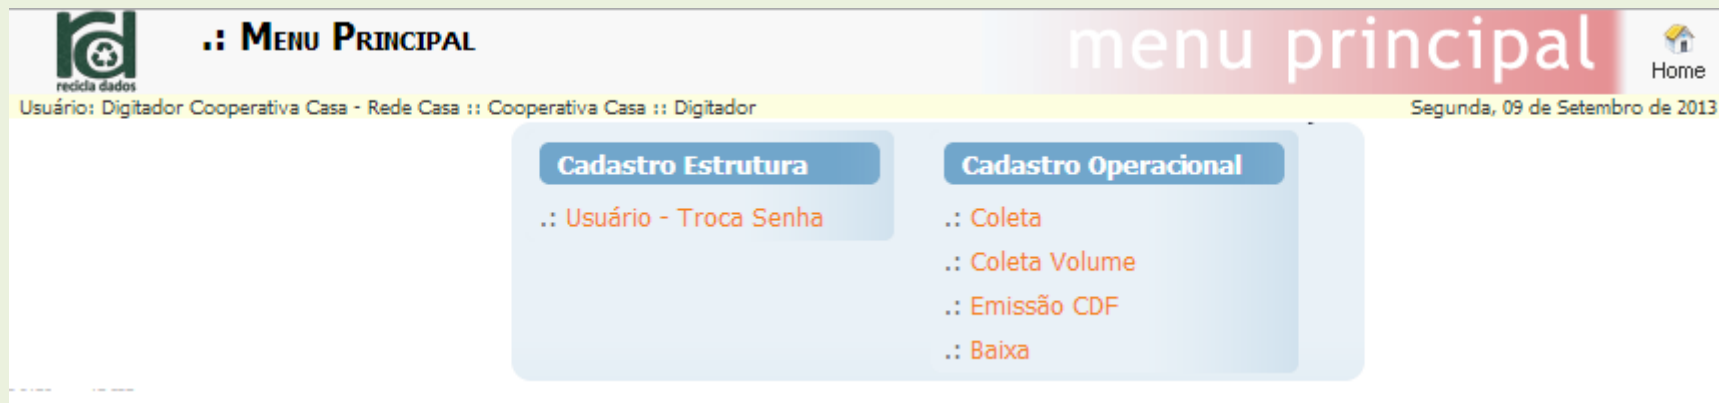 .: Menu Principal
menu principal
Home
recicla dados
Usuário: Digitador Cooperativa Casa - Rede Casa :: Cooperativa Casa :: Digitador
Segunda, 09 de Setembro de 2013
Cadastro Estrutura
.: Usuário - Troca Senha
Cadastro Operacional
.: Coleta
.: Coleta Volume
.: Emissão CDF
.: Baixa